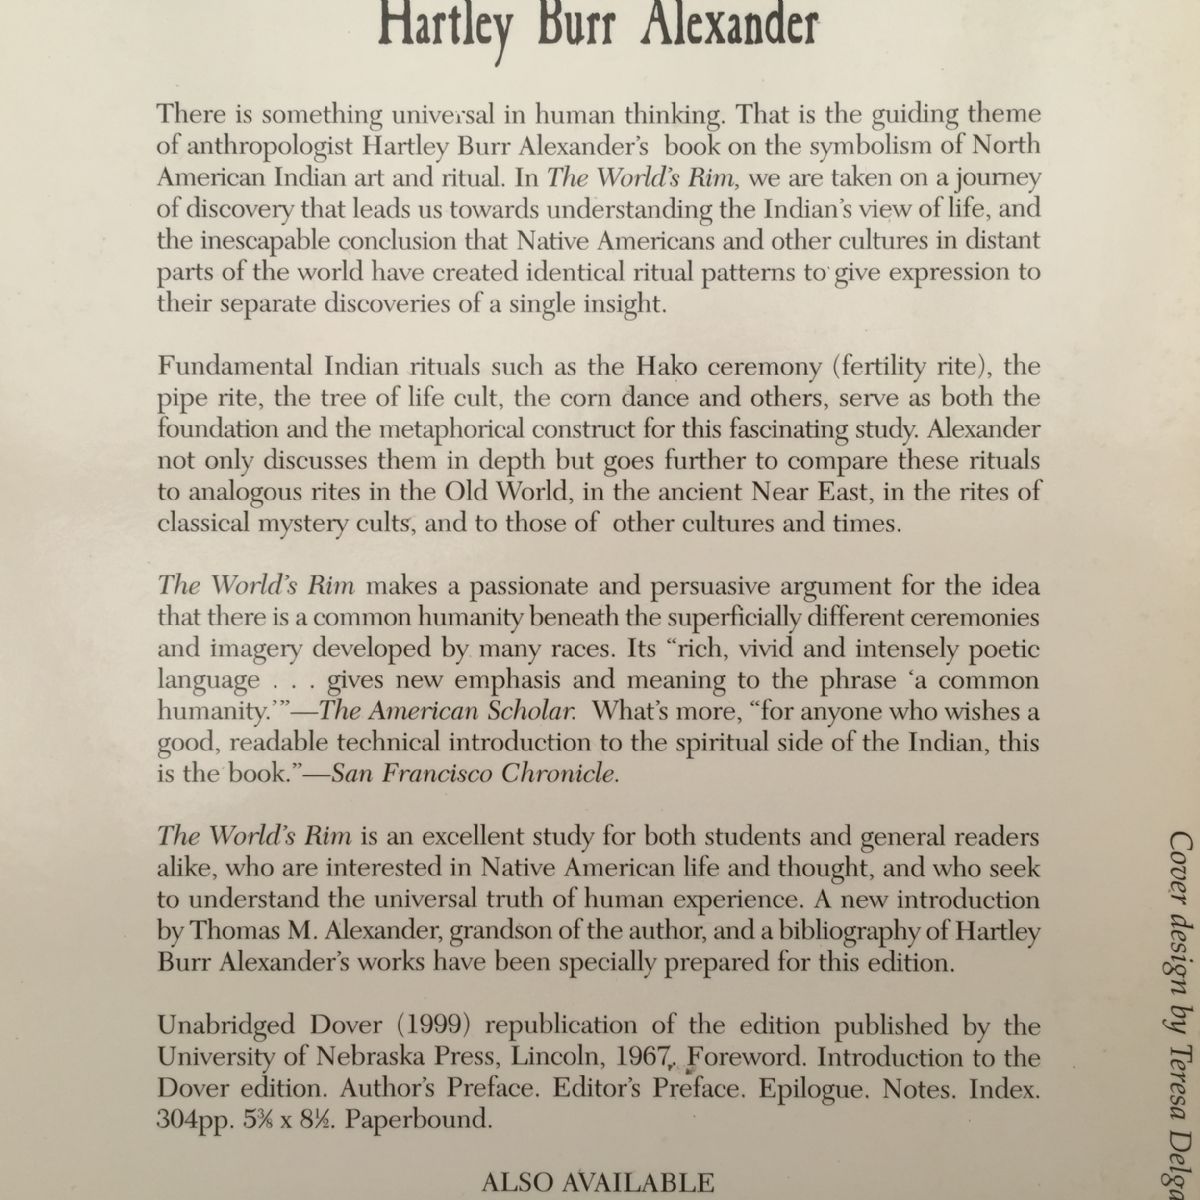 Hartley Burr Alexander
There is something universal in human thinking. That is the guiding theme
of anthropologist Hartley Burr Alexander's book on the symbolism of North
American Indian art and ritual. In The World's Rim, we are taken on a journey
of discovery that leads us towards understanding the Indian's view of life, and
the inescapable conclusion that Native Americans and other cultures in distant
parts of the world have created identical ritual patterns to give expression to
their separate discoveries of a single insight.
Fundamental Indian rituals such as the Hako ceremony (fertility rite), the
pipe rite, the tree of life cult, the corn dance and others, serve as both the
foundation and the metaphorical construct for this fascinating study. Alexander
not only discusses them in depth but goes further to compare these rituals
to analogous rites in the Old World, in the ancient Near East, in the rites of
classical mystery cults, and to those of other cultures and times.
The World's Rim makes a passionate and persuasive argument for the idea
that there is a common humanity beneath the superficially different ceremonies
and imagery developed by many races. Its “rich, vivid and intensely poetic
language . . . gives new emphasis and meaning to the phrase ‘a common
humanity.’”—The American Scholar. What's more, “for anyone who wishes a
good, readable technical introduction to the spiritual side of the Indian, this
is the book.”—San Francisco Chronicle.
The World's Rim is an excellent study for both students and general readers
alike, who are interested in Native American life and thought, and who seek
to understand the universal truth of human experience. A new introduction
by Thomas M. Alexander, grandson of the author, and a bibliography of Hartley
Burr Alexander's works have been specially prepared for this edition.
Unabridged Dover (1999) republication of the edition published by the
University of Nebraska Press, Lincoln, 1967. Foreword. Introduction to the
Dover edition. Author's Preface. Editor's Preface. Epilogue. Notes. Index.
304pp. 5⅜ x 8½. Paperbound.
ALSO AVAILABLE
Cover design by Teresa Delga